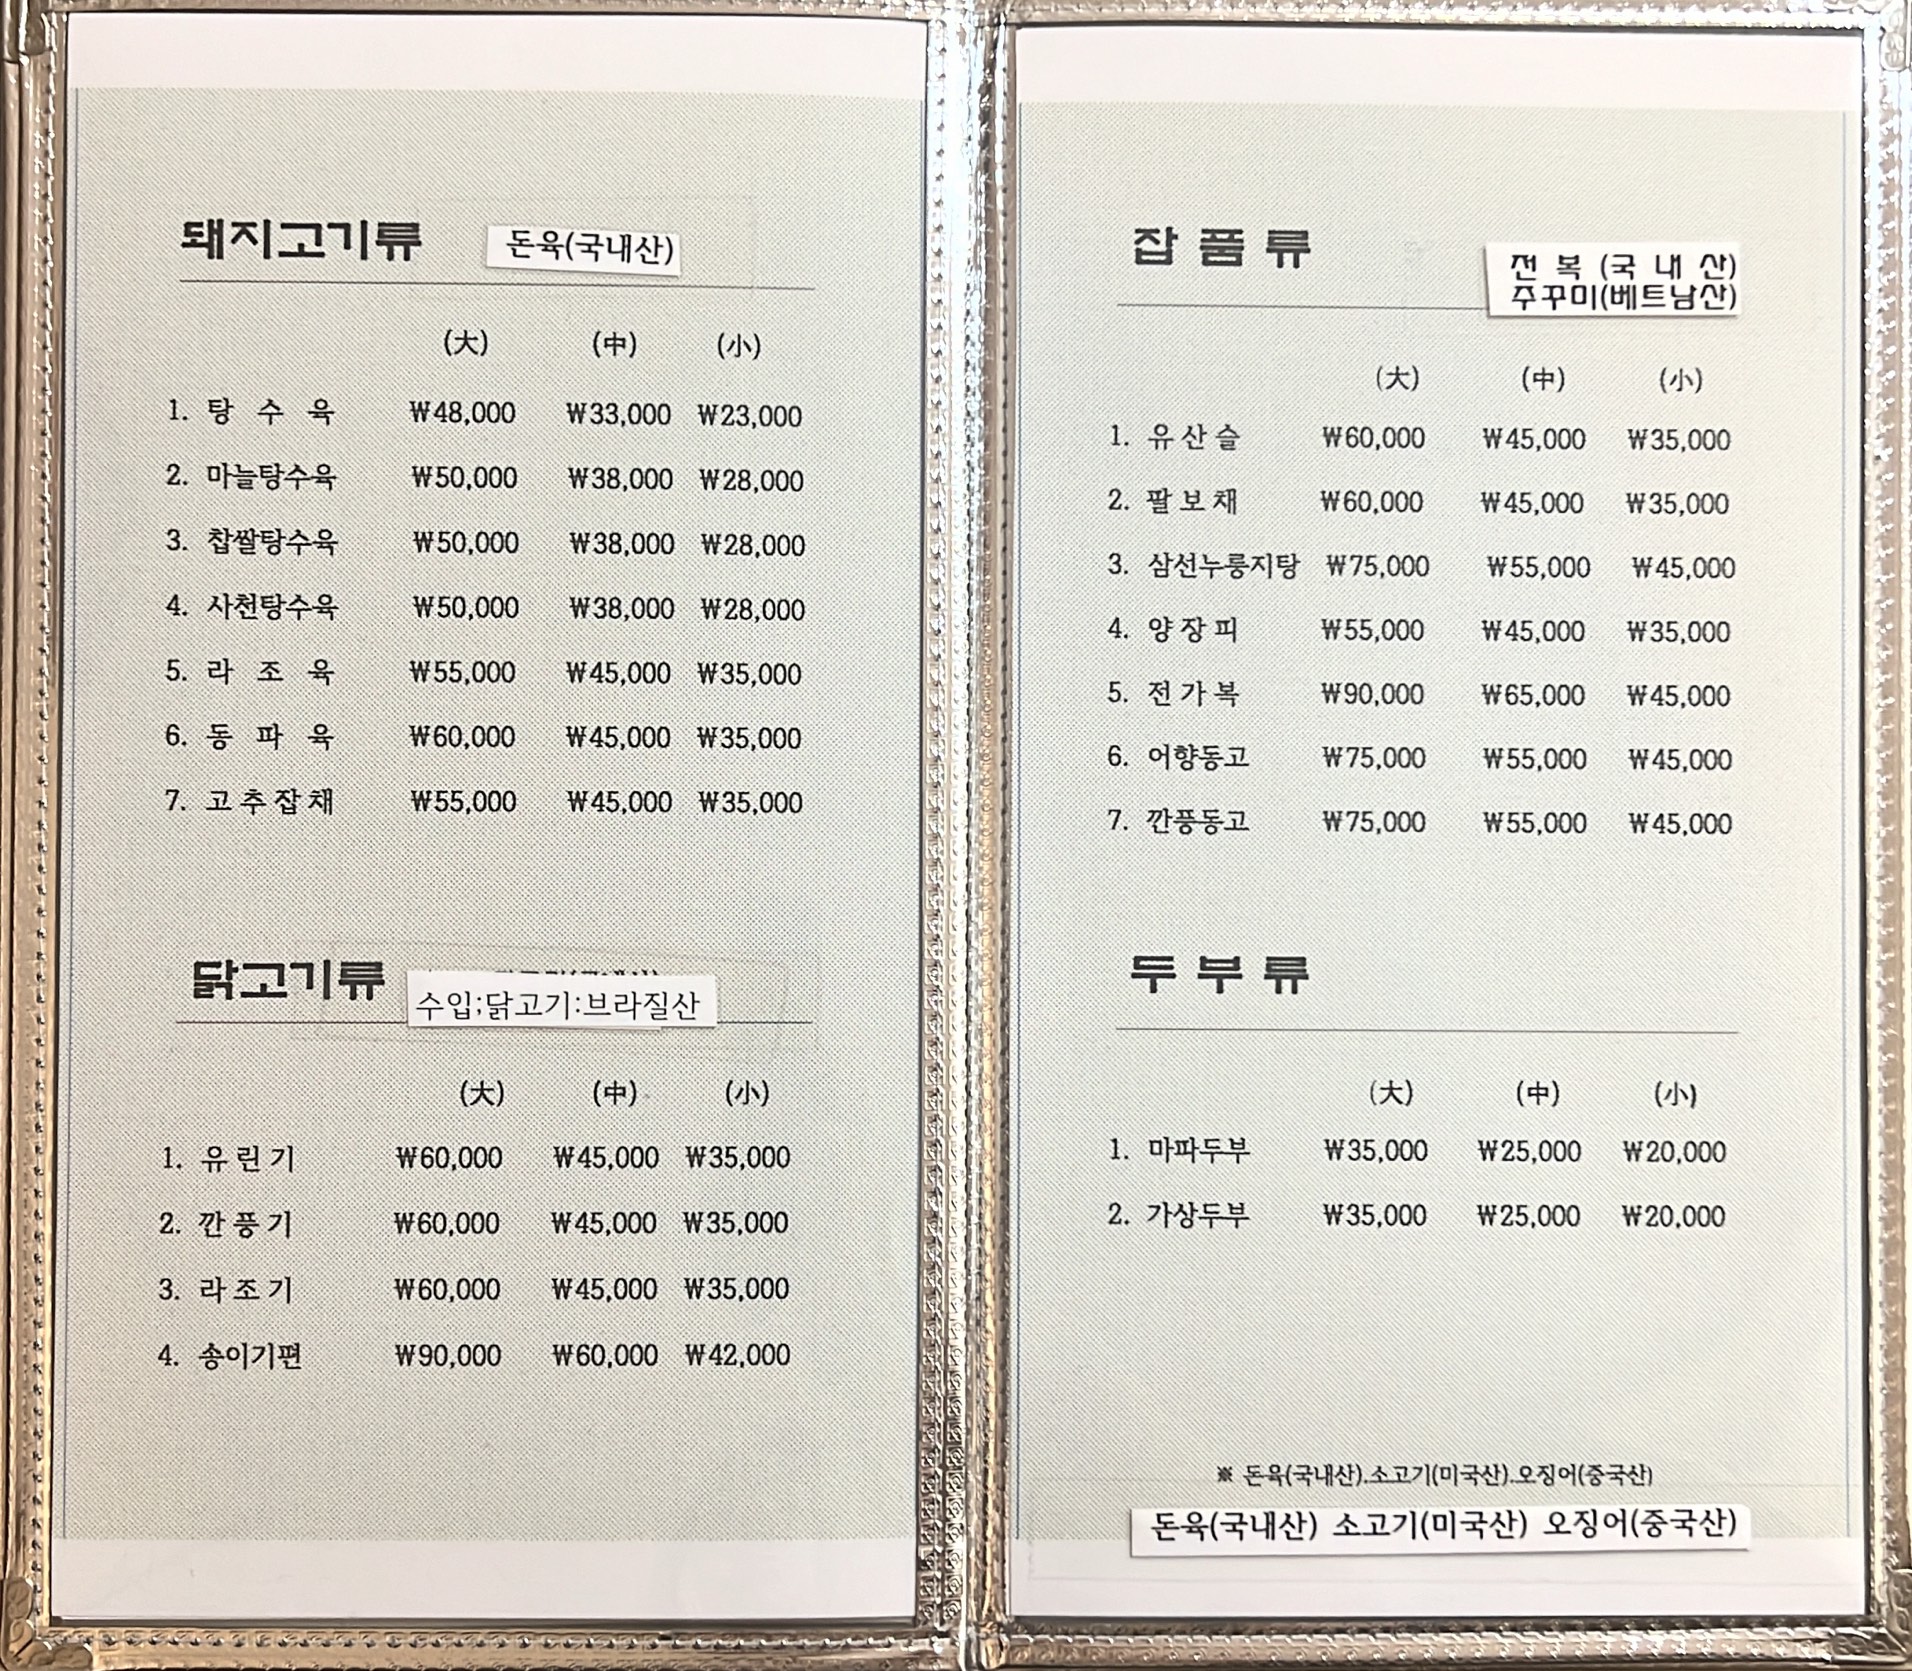 돼지고기류 돈육(국내산)
(大) (中) (小)
1. 탕 수 육 ₩48,000 ₩33,000 ₩23,000
2. 마늘탕수육 ₩50,000 ₩38,000 ₩28,000
3. 찹쌀탕수육 ₩50,000 ₩38,000 ₩28,000
4. 사천탕수육 ₩50,000 ₩38,000 ₩28,000
5. 라 조 육 ₩55,000 ₩45,000 ₩35,000
6. 동 파 육 ₩60,000 ₩45,000 ₩35,000
7. 고추잡채 ₩55,000 ₩45,000 ₩35,000
닭고기류 수입;닭고기:브라질산
(大) (中) (小)
1. 유린기 ₩60,000 ₩45,000 ₩35,000
2. 깐풍기 ₩60,000 ₩45,000 ₩35,000
3. 라조기 ₩60,000 ₩45,000 ₩35,000
4. 송이기편 ₩90,000 ₩60,000 ₩42,000
잡 품 류
전 복 (국 내 산)
쭈꾸미(베트남산)
(大) (中) (小)
1. 유산슬 ₩60,000 ₩45,000 ₩35,000
2. 팔보채 ₩60,000 ₩45,000 ₩35,000
3. 삼선누룽지탕 ₩75,000 ₩55,000 ₩45,000
4. 양장피 ₩55,000 ₩45,000 ₩35,000
5. 전가복 ₩90,000 ₩65,000 ₩45,000
6. 어향동고 ₩75,000 ₩55,000 ₩45,000
7. 깐풍동고 ₩75,000 ₩55,000 ₩45,000
두 부 류
(大) (中) (小)
1. 마파두부 ₩35,000 ₩25,000 ₩20,000
2. 가상두부 ₩35,000 ₩25,000 ₩20,000
※ 돈육(국내산).소고기(미국산).오징어(중국산)
돈육(국내산) 소고기(미국산) 오징어(중국산)